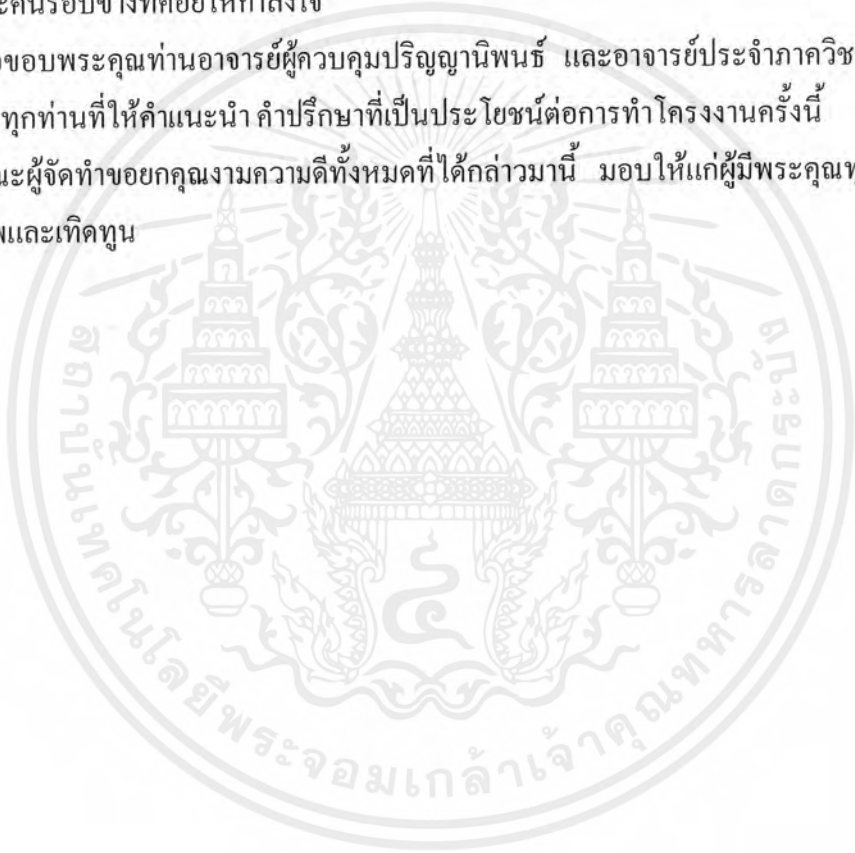 คนรอบข้างที่คอยให้กำลังใจ
ขอบพระคุณท่านอาจารย์ผู้ควบคุมปริญญานิพนธ์ และอาจารย์ประจำภาควิช
ทุกท่านที่ให้คำแนะนำ คำปรึกษาที่เป็นประโยชน์ต่อการทำโครงงานครั้งนี้
ณะผู้จัดทำขอยกคุณงามความดีทั้งหมดที่ได้กล่าวมานี้ มอบให้แก่ผู้มีพระคุณทุ
และเทิดทูน
สถาบันเทคโนโลยีพระจอมเกล้าเจ้าคุณทหารลาดกระบัง